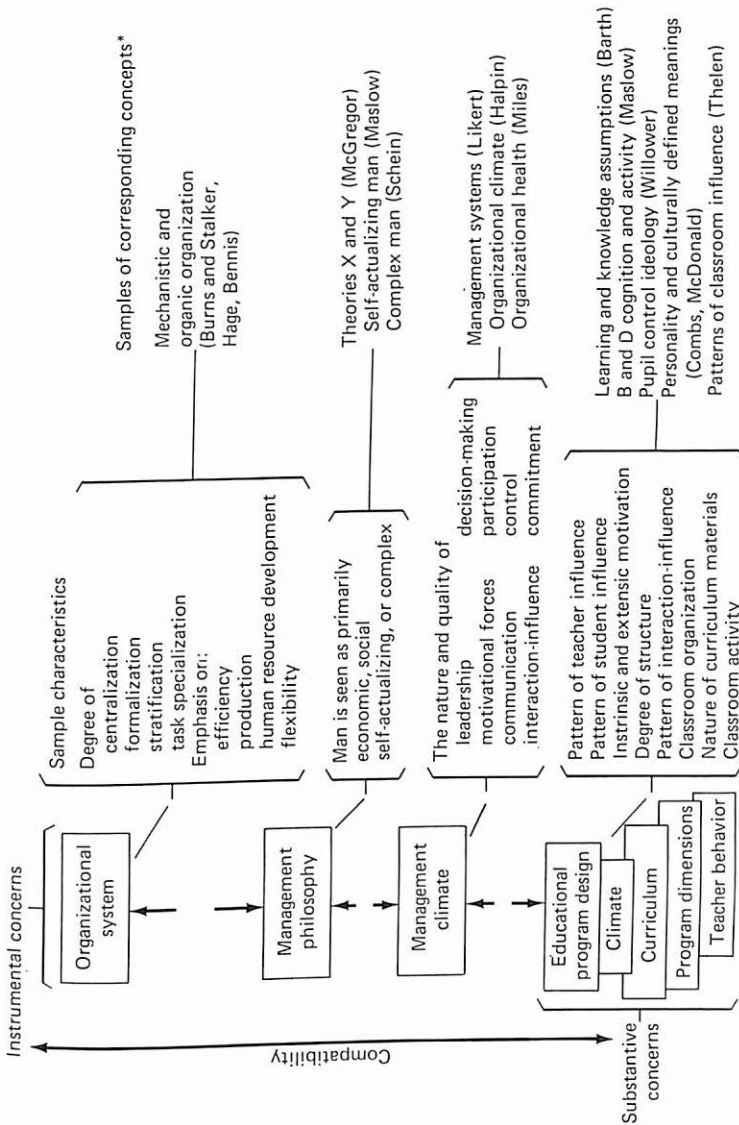 Instrumental concerns
Organizational
system
Management
philosophy
Management
climate
Educational
program design
Climate
Curriculum
Program dimensions
Teacher behavior
Compatibility
Substantive
concerns
Sample characteristics
Degree of
centralization
formalization
stratification
task specialization
Emphasis on:
efficiency
production
human resource development
flexibility
Man is seen as primarily
economic, social
self-actualizing, or complex
The nature and quality of
leadership
motivational forces
communication
interaction-influence
decision-making
participation
control
commitment
Pattern of teacher influence
Pattern of student influence
Instrinsic and extensic motivation
Degree of structure
Pattern of interaction-influence
Classroom organization
Nature of curriculum materials
Classroom activity
Samples of corresponding concepts*
Mechanistic and
organic organization
(Burns and Stalker,
Hage, Bennis)
Theories X and Y (McGregor)
Self-actualizing man (Maslow)
Complex man (Schein)
Management systems (Likert)
Organizational climate (Halpin)
Organizational health (Miles)
Learning and knowledge assumptions (Barth)
B and D cognition and activity (Maslow)
Pupil control ideology (Willower)
Personality and culturally defined meanings
(Combs, McDonald)
Patterns of classroom influence (Thelen)